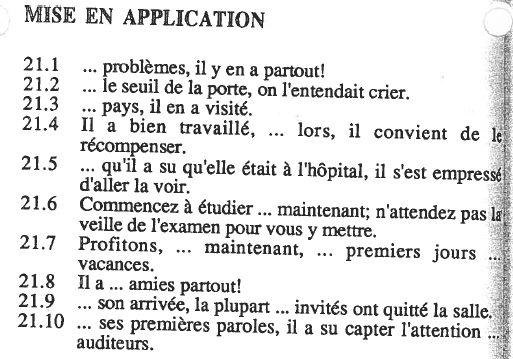 MISE EN APPLICATION
21.1 ... problèmes, il y en a partout!
21.2 ... le seuil de la porte, on l'entendait crier.
21.3 ... pays, il en a visité.
21.4 Il a bien travaillé, ... lors, il convient de le
récompenser.
21.5 ... qu'il a su qu'elle était à l'hôpital, il s'est empressé
d'aller la voir.
21.6 Commencez à étudier ... maintenant; n'attendez pas la
veille de l'examen pour vous y mettre.
21.7 Profitons, ... maintenant, ... premiers jours ...
vacances.
21.8 Il a ... amies partout!
21.9 ... son arrivée, la plupart ... invités ont quitté la salle.
21.10 ... ses premières paroles, il a su capter l'attention ...
auditeurs.